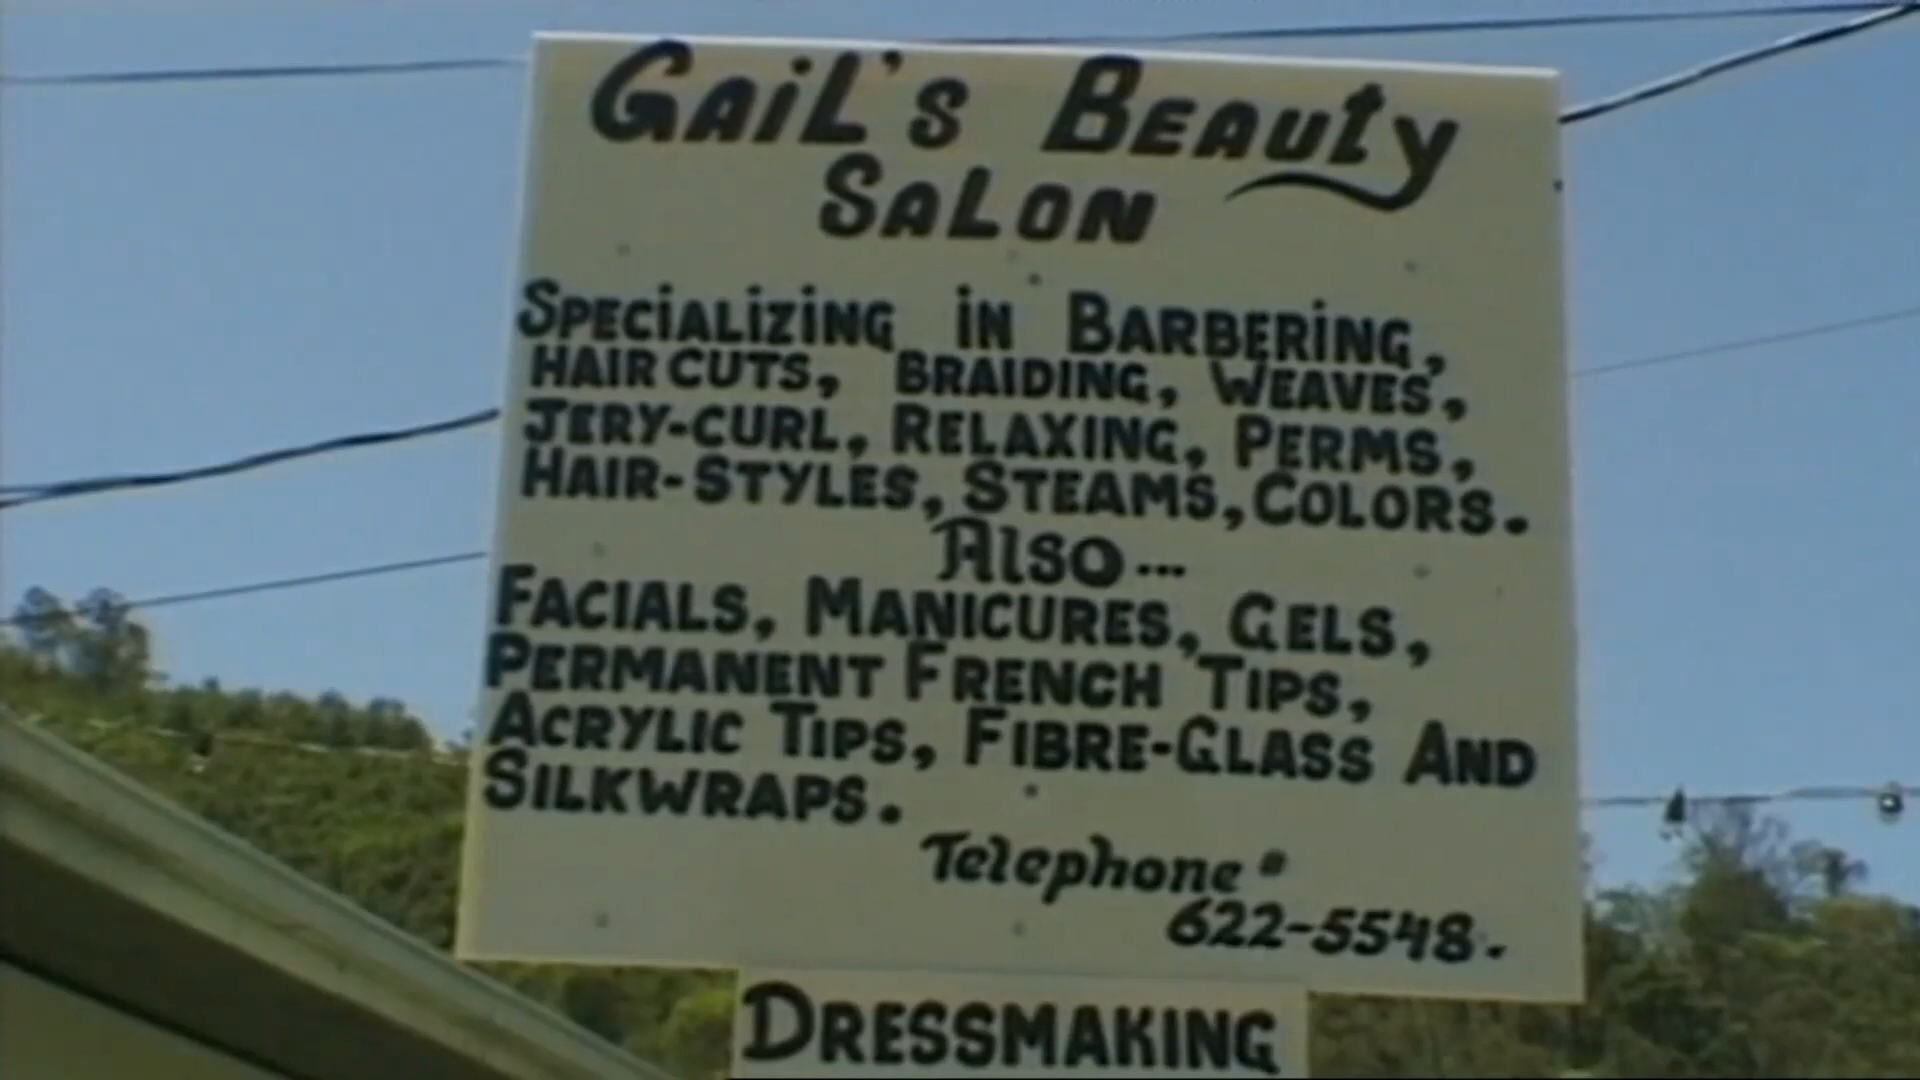 GAiL's BEAUTY
SALON
SPECiALiZiNG iN BARBERiNG,
HAIR CUTS, BRAIDING, WEAVES,
JERY-CURL, RELAXING, PERMS,
HAIR-STYLES, STEAMS, COLORS.
Also...
FACIALS, MANICURES, GELS,
PERMANENT FRENCH TIPS,
ACRYLIC TIPS, FIBRE-GLASS AND
SILKWRAPS.
Telephone #
622-5548.
DRESSMAKING